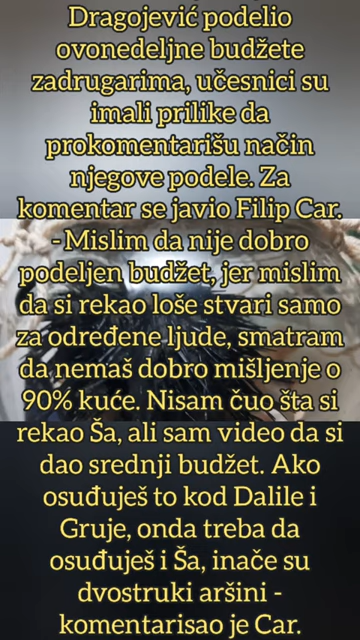 Dragojević podelio
ovonedeljne budžete
zadrugarima, učesnici su
imali prilike da
prokomentarišu način
njegove podele. Za
komentar se javio Filip Car.
- Mislim da nije dobro
podeljen budžet, jer mislim
da si rekao loše stvari samo
za određene ljude, smatram
da nemaš dobro mišljenje o
90% kuće. Nisam čuo šta si
rekao Ša, ali sam video da si
dao srednji budžet. Ako
osuđuješ to kod Dalile i
Gruje, onda treba da
osuđuješ i Ša, inače su
dvostruki aršini -
komentarisao je Car.